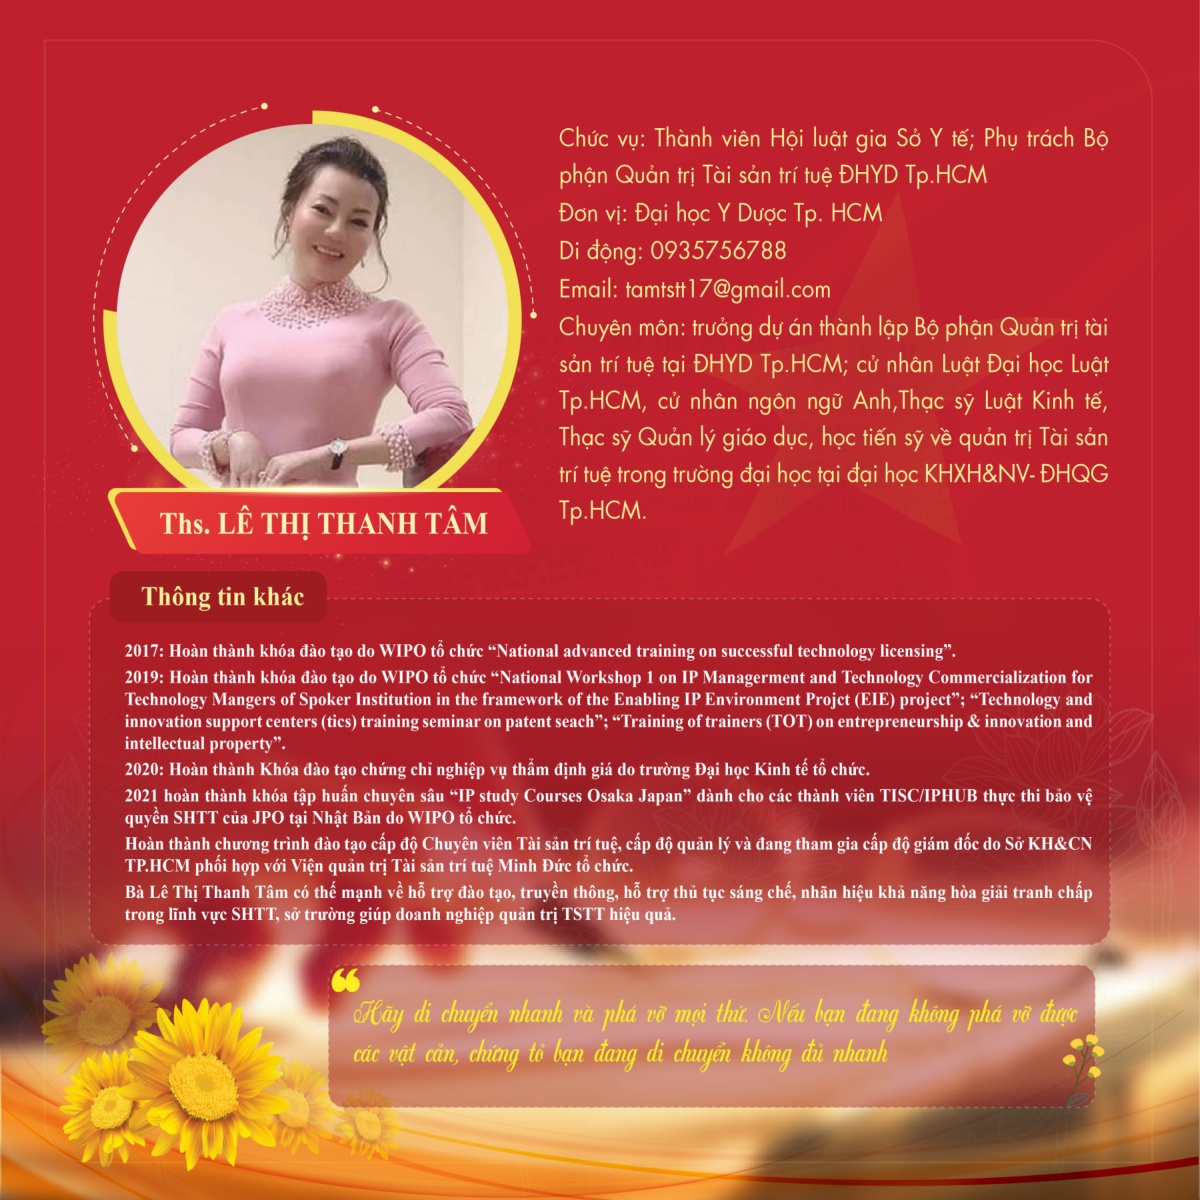 Chức vụ: Thành viên Hội luật gia Sở Y tế; Phụ trách Bộ
phận Quản trị Tài sản trí tuệ ĐHYD Tp.HCM
Đơn vị: Đại học Y Dược Tp. HCM
Di động: 0935756788
Email: tamtstt17@gmail.com
Chuyên môn: trưởng dự án thành lập Bộ phận Quản trị tài
sản trí tuệ tại ĐHYD Tp.HCM; cử nhân Luật Đại học Luật
Tp.HCM, cử nhân ngôn ngữ Anh,Thạc sỹ Luật Kinh tế,
Thạc sỹ Quản lý giáo dục, học tiến sỹ về quản trị Tài sản
trí tuệ trong trường đại học tại đại học KHXH&NV- ĐHQG
Tp.HCM.
Ths. LÊ THỊ THANH TÂM
Thông tin khác
2017: Hoàn thành khóa đào tạo do WIPO tổ chức “National advanced training on successful technology licensing”.
2019: Hoàn thành khóa đào tạo do WIPO tổ chức “National Workshop 1 on IP Managerment and Technology Commercialization for
Technology Mangers of Spoker Institution in the framework of the Enabling IP Environment Projct (EIE) project”; “Technology and
innovation support centers (tics) training seminar on patent seach”; “Training of trainers (TOT) on entrepreneurship & innovation and
intellectual property”.
2020: Hoàn thành Khóa đào tạo chứng chỉ nghiệp vụ thẩm định giá do trường Đại học Kinh tế tổ chức.
2021 hoàn thành khóa tập huấn chuyên sâu “IP study Courses Osaka Japan” dành cho các thành viên TISC/IPHUB thực thi bảo vệ
quyền SHTT của JPO tại Nhật Bản do WIPO tổ chức.
Hoàn thành chương trình đào tạo cấp độ Chuyên viên Tài sản trí tuệ, cấp độ quản lý và đang tham gia cấp độ giám đốc do Sở KH&CN
TP.HCM phối hợp với Viện quản trị Tài sản trí tuệ Minh Đức tổ chức.
Bà Lê Thị Thanh Tâm có thế mạnh về hỗ trợ đào tạo, truyền thông, hỗ trợ thủ tục sáng chế, nhãn hiệu khả năng hòa giải tranh chấp
trong lĩnh vực SHTT, sở trường giúp doanh nghiệp quản trị TSTT hiệu quả.
“
Hãy di chuyển nhanh và phá vỡ mọi thứ. Nếu bạn đang không phá vỡ được
các vật cản, chứng tỏ bạn đang di chuyển không đủ nhanh